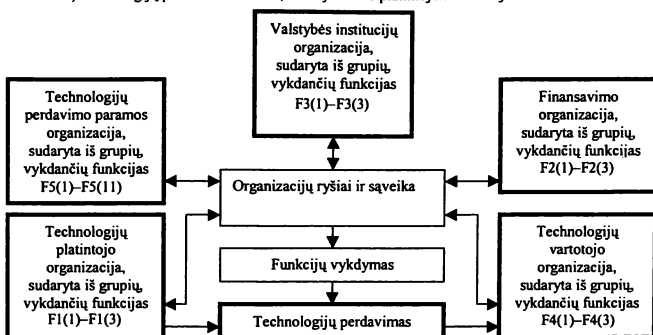 Valstybės institucijų
organizacija,
sudaryta iš grupių,
vykdančių funkcijas
F3(1)–F3(3)
Technologijų
perdavimo paramos
organizacija,
sudaryta iš grupių,
vykdančių funkcijas
F5(1)–F5(11)
Finansavimo
organizacija,
sudaryta iš grupių,
vykdančių funkcijas
F2(1)–F2(3)
Organizacijų ryšiai ir sąveika
Technologijų
platintojo
organizacija,
sudaryta iš grupių,
vykdančių funkcijas
F1(1)–F1(3)
Funkcijų vykdymas
Technologijų perdavimas
Technologijų
vartotojo
organizacija,
sudaryta iš grupių,
vykdančių funkcijas
F4(1)–F4(3)